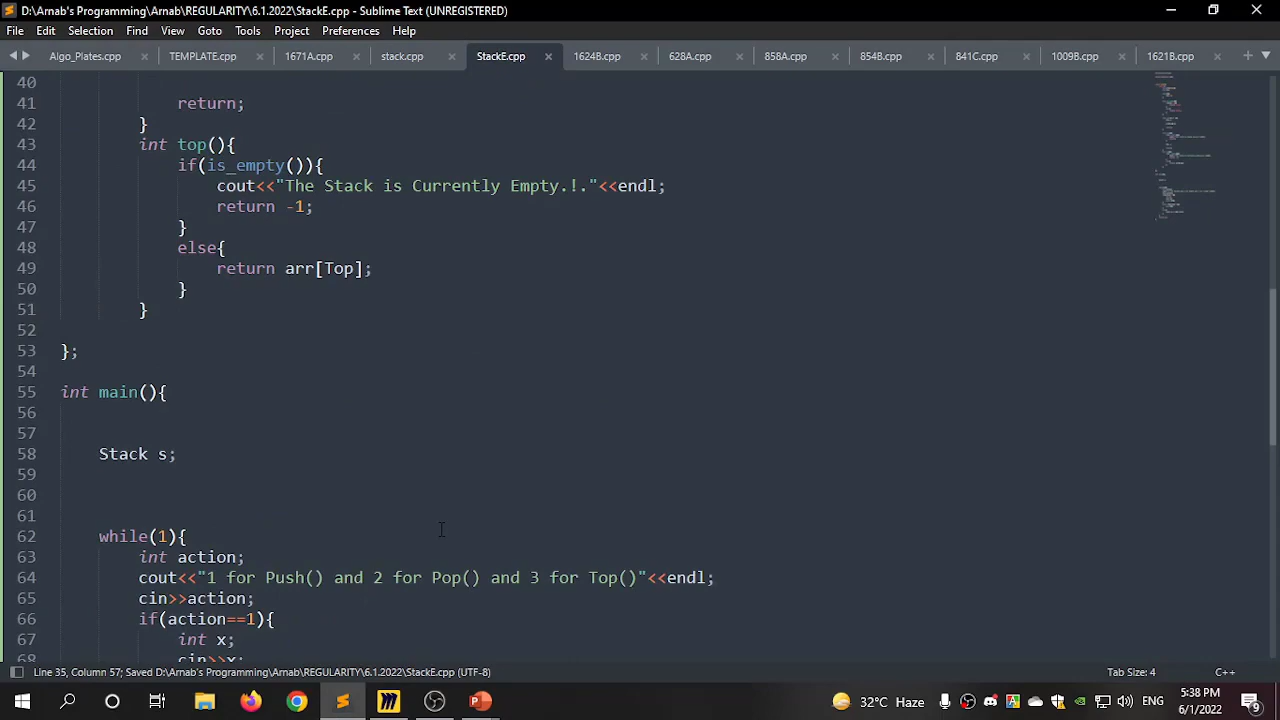 D:\Arnab's Programming\Arnab\REGULARITY\6.1.2022\StackE.cpp - Sublime Text (UNREGISTERED)
File Edit Selection Find View Goto Tools Project Preferences Help
Algo_Plates.cpp TEMPLATE.cpp 1671A.cpp stack.cpp StackE.cpp 1624B.cpp 628A.cpp 858A.cpp 854B.cpp 841C.cpp 1009B.cpp 1621B.cpp
40
41 return;
42 }
43 int top(){
44 if(is_empty()){
45 cout<<"The Stack is Currently Empty.!."<<endl;
46 return -1;
47 }
48 else{
49 return arr[Top];
50 }
51 }
52
53 };
54
55 int main(){
56
57
58 Stack s;
59
60
61
62 while(1){
63 int action;
64 cout<<"1 for Push() and 2 for Pop() and 3 for Top()"<<endl;
65 cin>>action;
66 if(action==1){
67 int x;
68 cin>>x;
Line 35, Column 57; Saved D:\Arnab's Programming\Arnab\REGULARITY\6.1.2022\StackE.cpp (UTF-8) Tab Size: 4 C++
32°C Haze ENG 5:38 PM
6/1/2022